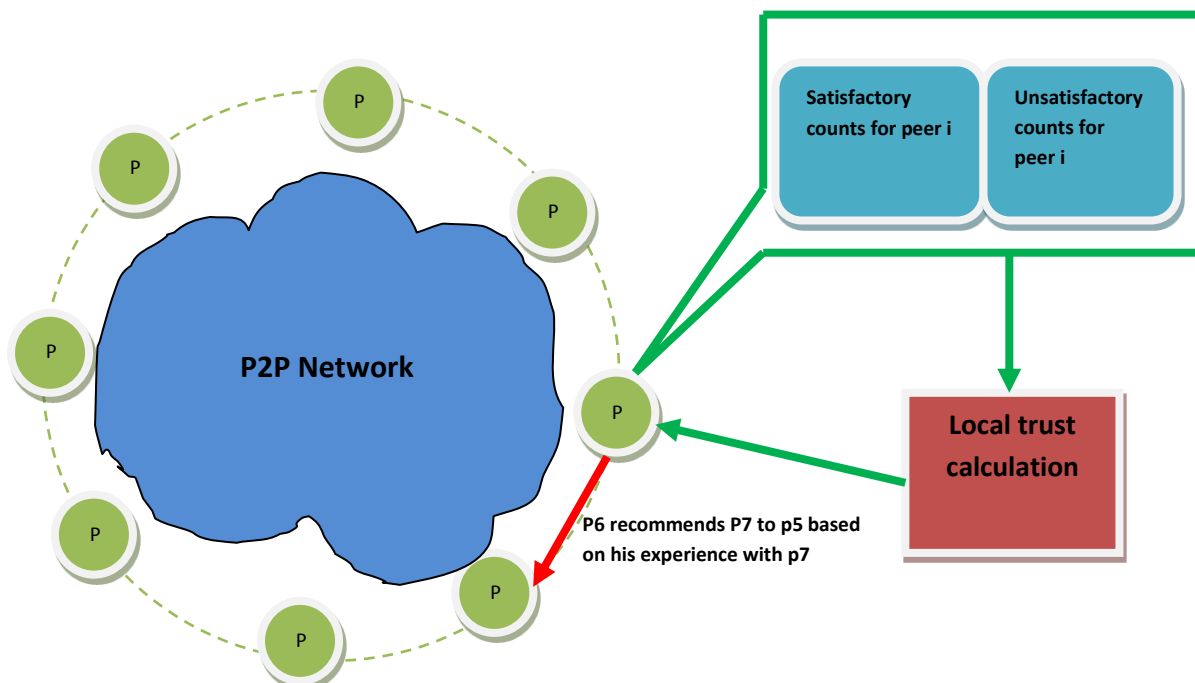 P
P
P
P
P
P
P
P
P2P Network
Satisfactory
counts for peer i
Unsatisfactory
counts for
peer i
Local trust
calculation
P6 recommends P7 to p5 based
on his experience with p7